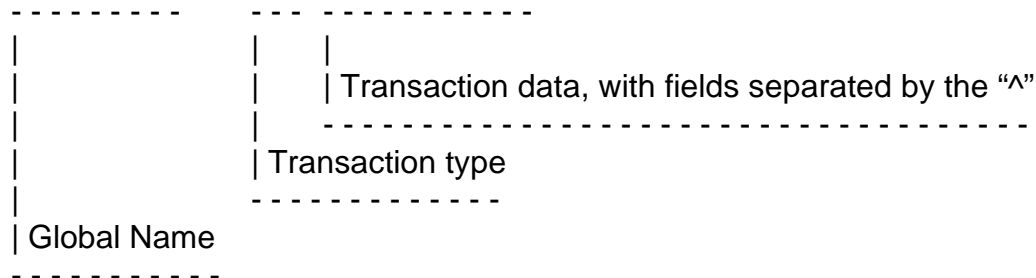 - - - - - - - - -   - - - - - - - - - - - - - -
|   |   |
|   |   | Transaction data, with fields separated by the “^”
|   |   - - - - - - - - - - - - - - - - - - - - - - - - - - - - - - - - - - - -
|   | Transaction type
|   - - - - - - - - - - - - -
| Global Name
- - - - - - - - - - -